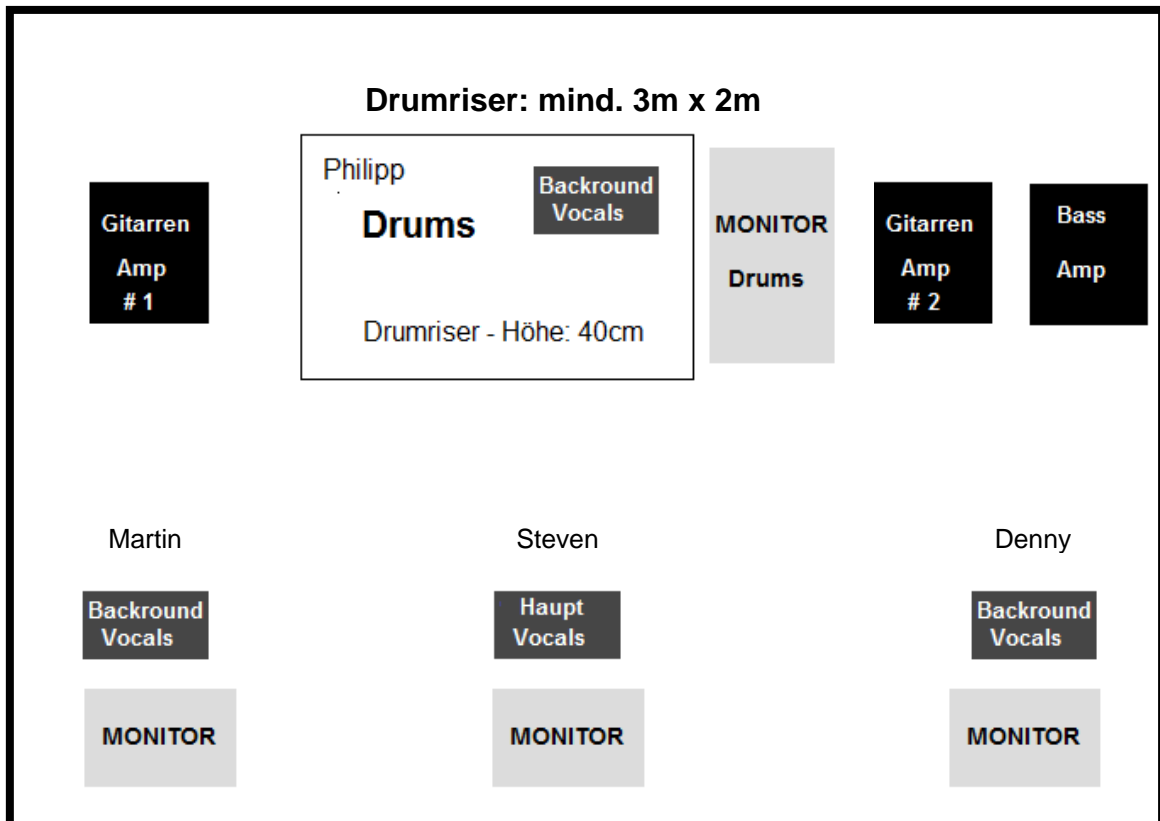 Drumriser: mind. 3m x 2m
Philipp
Drums
Backround
Vocals
Drumriser - Höhe: 40cm
Gitarren
Amp
# 1
MONITOR
Drums
Gitarren
Amp
# 2
Bass
Amp
Martin
Steven
Denny
Backround
Vocals
Haupt
Vocals
Backround
Vocals
MONITOR
MONITOR
MONITOR